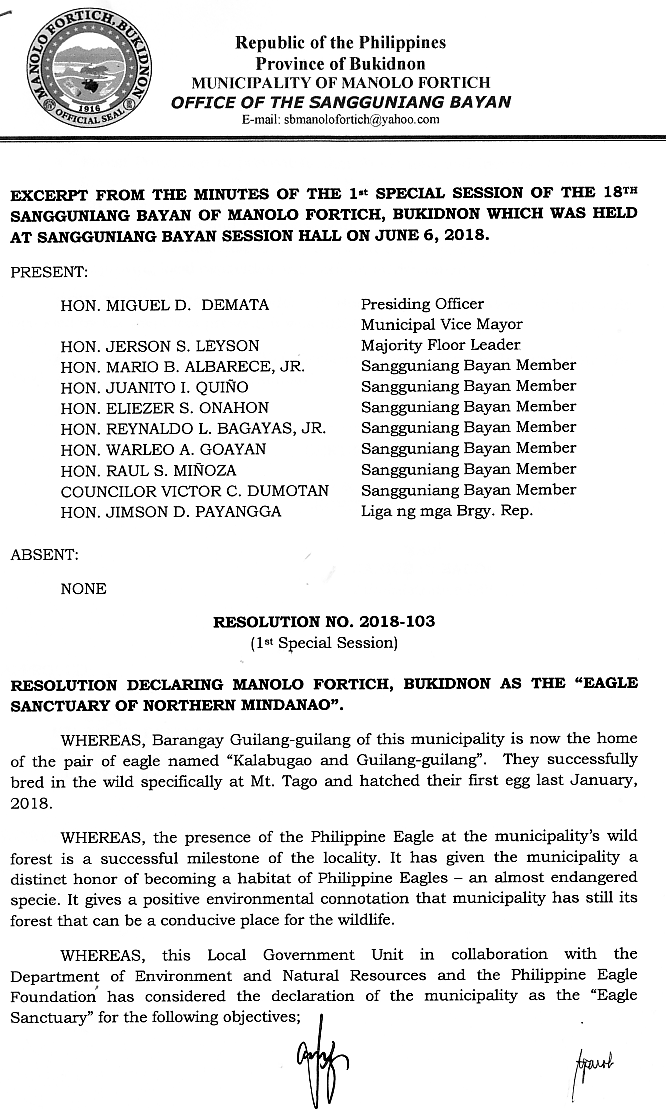 MANOLO FORTICH, BUKIDNON
1916
OFFICIAL SEAL
Republic of the Philippines
Province of Bukidnon
MUNICIPALITY OF MANOLO FORTICH
OFFICE OF THE SANGGUNIANG BAYAN
E-mail: sbmanolofortich@yahoo.com
EXCERPT FROM THE MINUTES OF THE 1st SPECIAL SESSION OF THE 18TH
SANGGUNIANG BAYAN OF MANOLO FORTICH, BUKIDNON WHICH WAS HELD
AT SANGGUNIANG BAYAN SESSION HALL ON JUNE 6, 2018.
PRESENT:
HON. MIGUEL D. DEMATA Presiding Officer
Municipal Vice Mayor
HON. JERSON S. LEYSON Majority Floor Leader
HON. MARIO B. ALBARECE, JR. Sangguniang Bayan Member
HON. JUANITO I. QUIÑO Sangguniang Bayan Member
HON. ELIEZER S. ONAHON Sangguniang Bayan Member
HON. REYNALDO L. BAGAYAS, JR. Sangguniang Bayan Member
HON. WARLEO A. GOAYAN Sangguniang Bayan Member
HON. RAUL S. MIÑOZA Sangguniang Bayan Member
COUNCILOR VICTOR C. DUMOTAN Sangguniang Bayan Member
HON. JIMSON D. PAYANGGA Liga ng mga Brgy. Rep.
ABSENT:
NONE
RESOLUTION NO. 2018-103
(1st Special Session)
RESOLUTION DECLARING MANOLO FORTICH, BUKIDNON AS THE “EAGLE
SANCTUARY OF NORTHERN MINDANAO”.
WHEREAS, Barangay Guilang-guilang of this municipality is now the home
of the pair of eagle named “Kalabugao and Guilang-guilang”. They successfully
bred in the wild specifically at Mt. Tago and hatched their first egg last January,
2018.
WHEREAS, the presence of the Philippine Eagle at the municipality’s wild
forest is a successful milestone of the locality. It has given the municipality a
distinct honor of becoming a habitat of Philippine Eagles – an almost endangered
specie. It gives a positive environmental connotation that municipality has still its
forest that can be a conducive place for the wildlife.
WHEREAS, this Local Government Unit in collaboration with the
Department of Environment and Natural Resources and the Philippine Eagle
Foundation has considered the declaration of the municipality as the “Eagle
Sanctuary” for the following objectives;